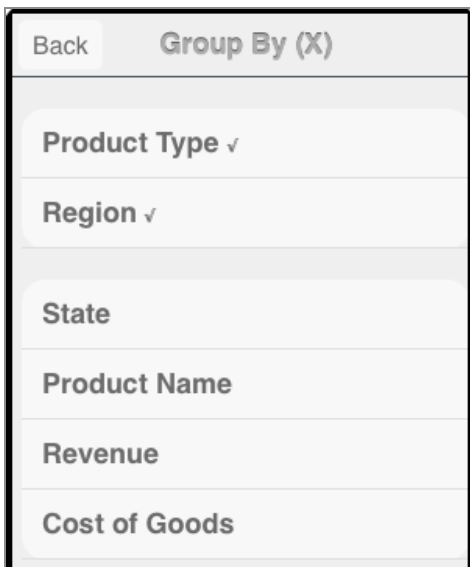 Back Group By (X)
Product Type √
Region √
State
Product Name
Revenue
Cost of Goods